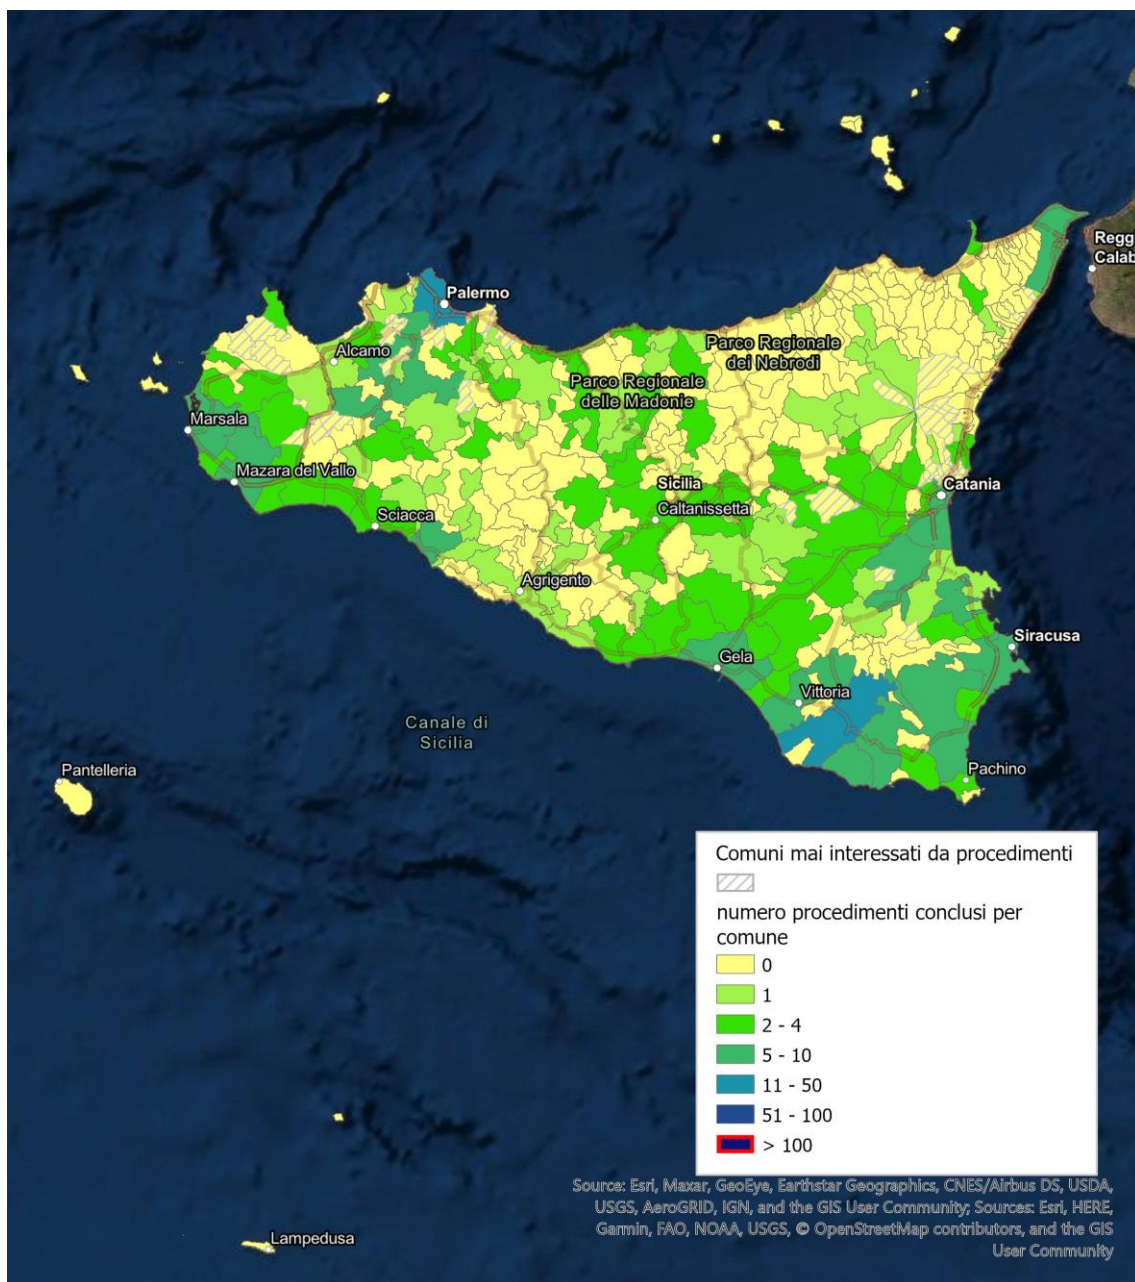 Reggi
Calab
Palermo
Parco Regionale
dei Nebrodi
Alcamo
Parco Regionale
delle Madonie
Marsala
Mazara del Vallo
Sicilia
Catania
Caltanissetta
Sciacca
Agrigento
Siracusa
Gela
Vittoria
Canale di
Sicilia
Pantelleria
Pachino
Comuni mai interessati da procedimenti
numero procedimenti conclusi per
comune
0
1
2 - 4
5 - 10
11 - 50
51 - 100
> 100
Source: Esri, Maxar, GeoEye, Earthstar Geographics, CNES/Airbus DS, USDA,
USGS, AeroGRID, IGN, and the GIS User Community; Sources: Esri, HERE,
Garmin, FAO, NOAA, USGS, © OpenStreetMap contributors, and the GIS
User Community
Lampedusa